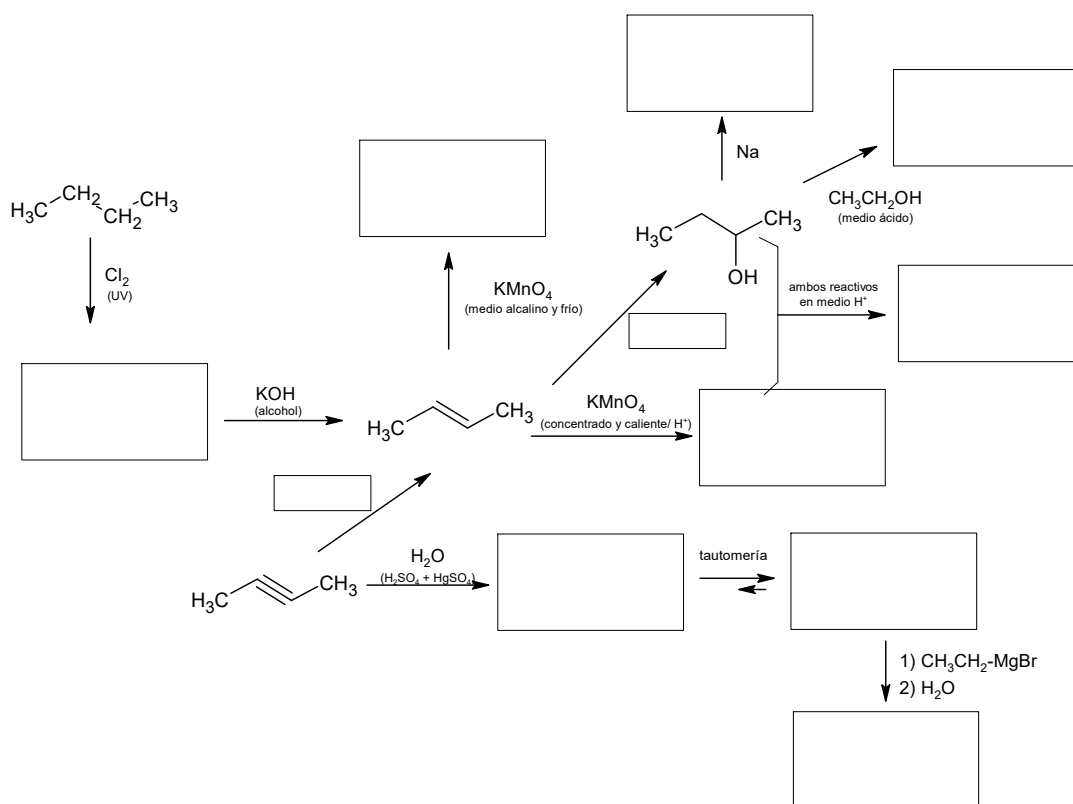 Na
CH₃CH₂OH
(medio ácido)
H₃C CH₂ CH₂ CH₃
H₃C CH₃
OH
Cl₂
(UV)
KMnO₄
(medio alcalino y frío)
ambos reactivos
en medio H⁺
KOH
(alcohol)
H₃C CH₃
KMnO₄
(concentrado y caliente/ H⁺)
H₂O
(H₂SO₄ + HgSO₄)
tautomería
H₃C CH₃
1) CH₃CH₂-MgBr
2) H₂O